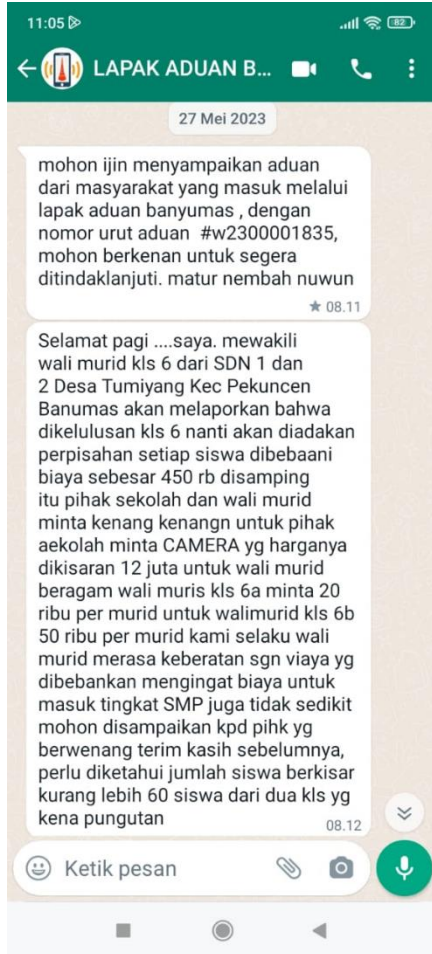 11:05
82
LAPAK ADUAN B...
27 Mei 2023
mohon ijin menyampaikan aduan
dari masyarakat yang masuk melalui
lapak aduan banyumas , dengan
nomor urut aduan  #w2300001835,
mohon berkenan untuk segera
ditindaklanjuti. matur nembah nuwun
08.11
Selamat pagi ....saya. mewakili
wali murid kls 6 dari SDN 1 dan
2 Desa Tumiyang Kec Pekuncen
Banumas akan melaporkan bahwa
dikelulusan kls 6 nanti akan diadakan
perpisahan setiap siswa dibebaani
biaya sebesar 450 rb disamping
itu pihak sekolah dan wali murid
minta kenang kenangn untuk pihak
aekolah minta CAMERA yg harganya
dikisaran 12 juta untuk wali murid
beragam wali muris kls 6a minta 20
ribu per murid untuk walimurid kls 6b
50 ribu per murid kami selaku wali
murid merasa keberatan sgn viaya yg
dibebankan mengingat biaya untuk
masuk tingkat SMP juga tidak sedikit
mohon disampaikan kpd pihk yg
berwenang terim kasih sebelumnya,
perlu diketahui jumlah siswa berkisar
kurang lebih 60 siswa dari dua kls yg
kena pungutan
08.12
Ketik pesan